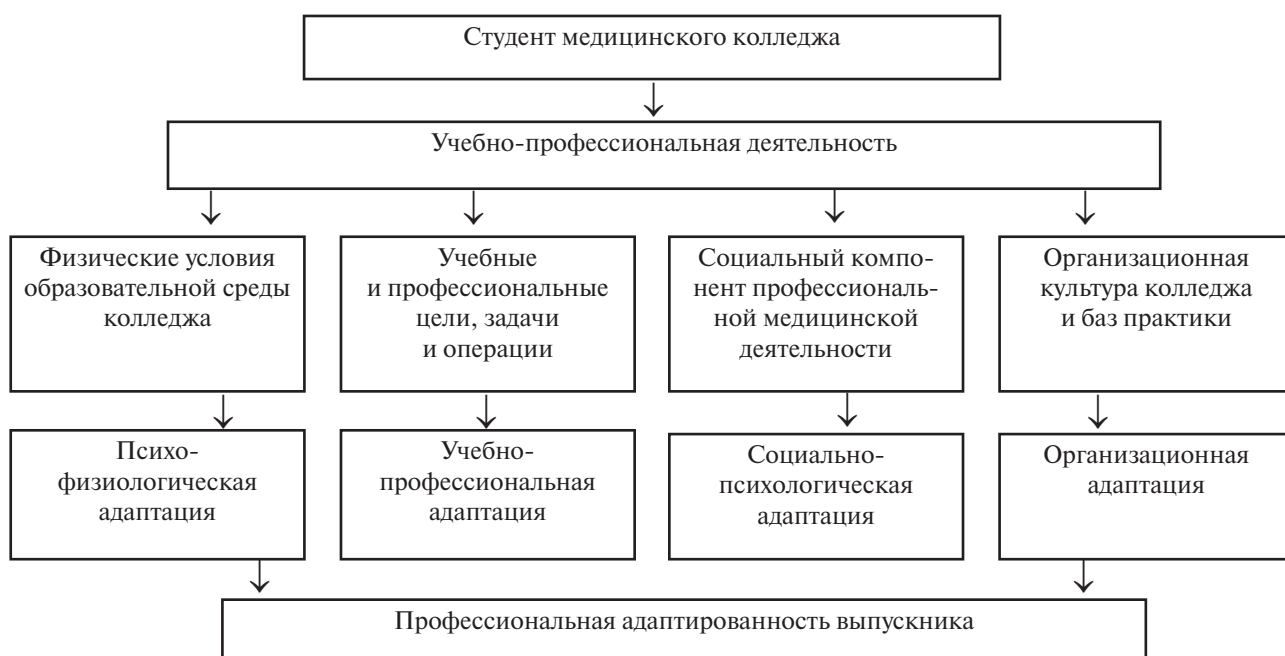 Студент медицинского колледжа
Учебно-профессиональная деятельность
Физические условия
образовательной среды
колледжа
Учебные
и профессиональные
цели, задачи
и операции
Социальный компо-
нент профессиональ-
ной медицинской
деятельности
Организационная
культура колледжа
и баз практики
Психо-
физиологическая
адаптация
Учебно-
профессиональная
адаптация
Социально-
психологическая
адаптация
Организационная
адаптация
Профессиональная адаптированность выпускника